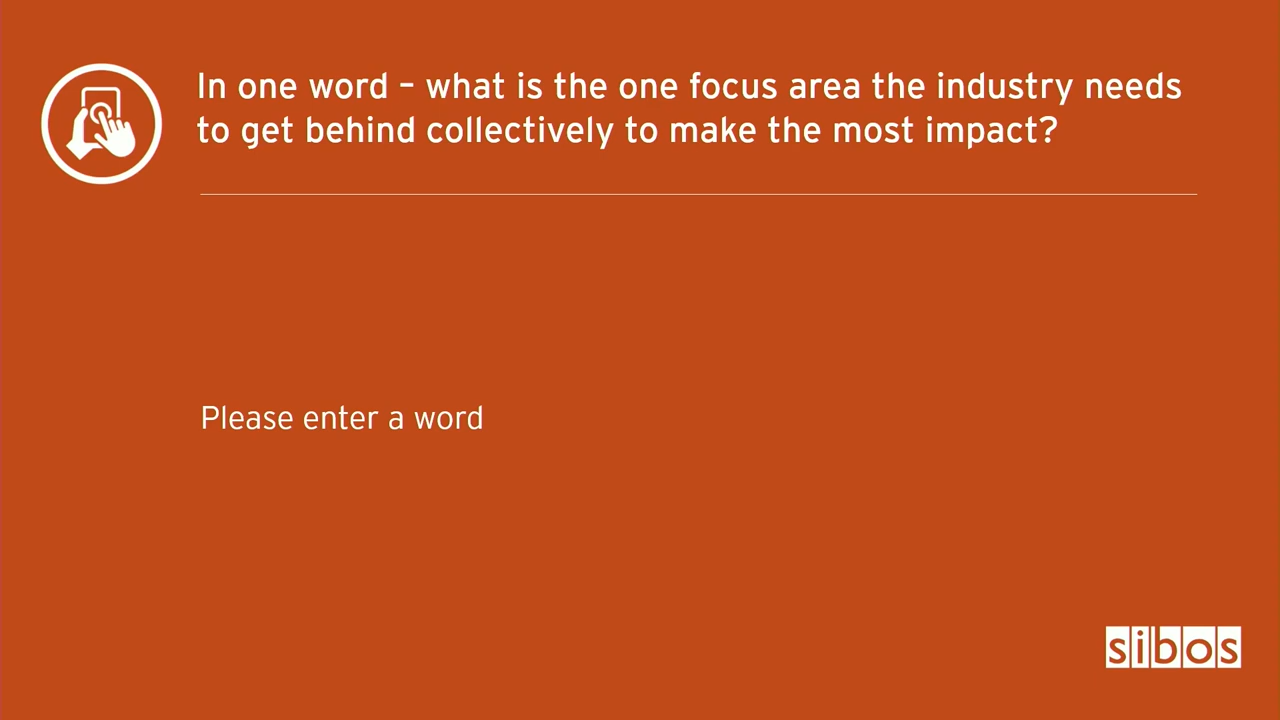 In one word – what is the one focus area the industry needs
to get behind collectively to make the most impact?
Please enter a word
sibos